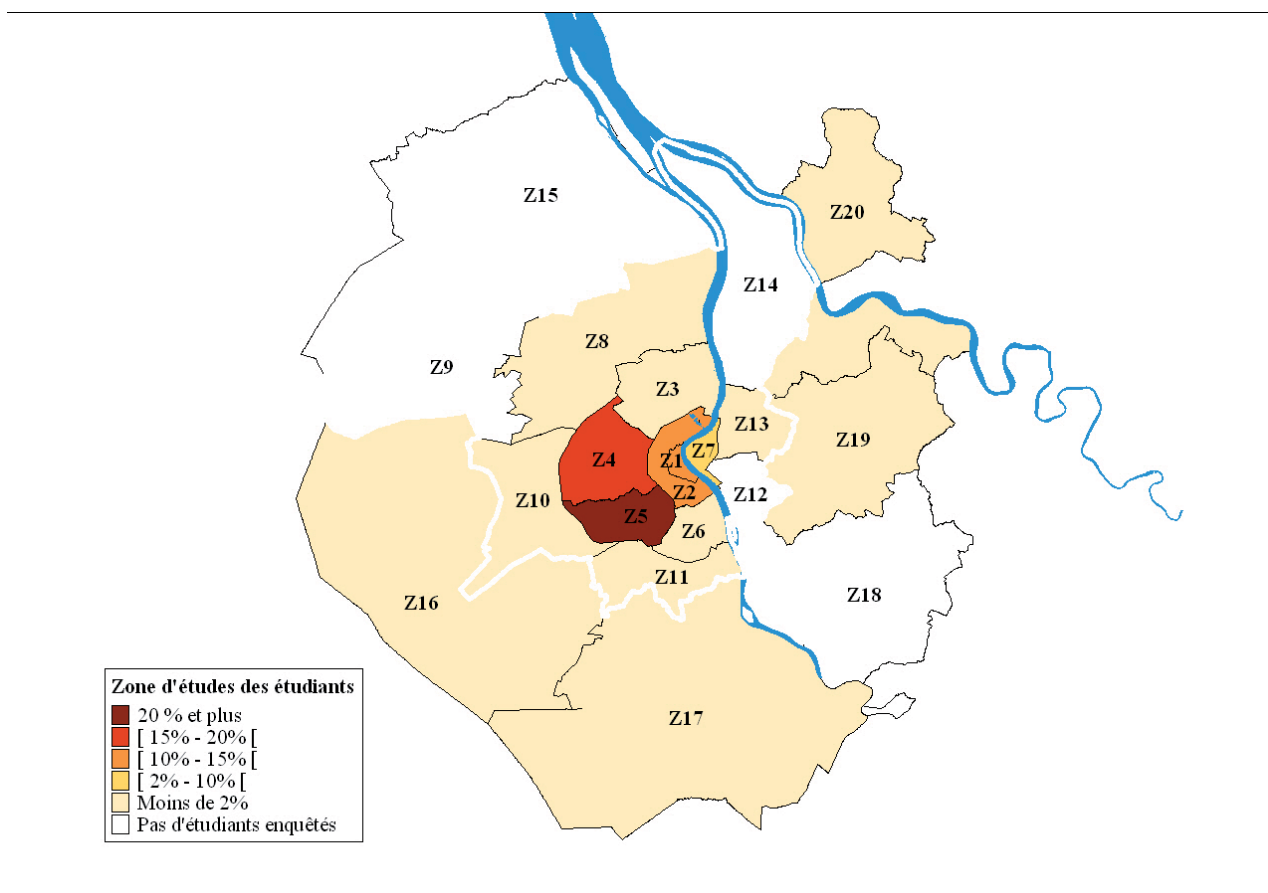 Z15
Z20
Z14
Z8
Z9
Z3
Z13
Z19
Z4
Z1
Z7
Z10
Z2
Z12
Z5
Z6
Z11
Z16
Z18
Z17
Zone d'études des étudiants
20 % et plus
[ 15% - 20% [
[ 10% - 15% [
[ 2% - 10% [
Moins de 2%
Pas d'étudiants enquêtés